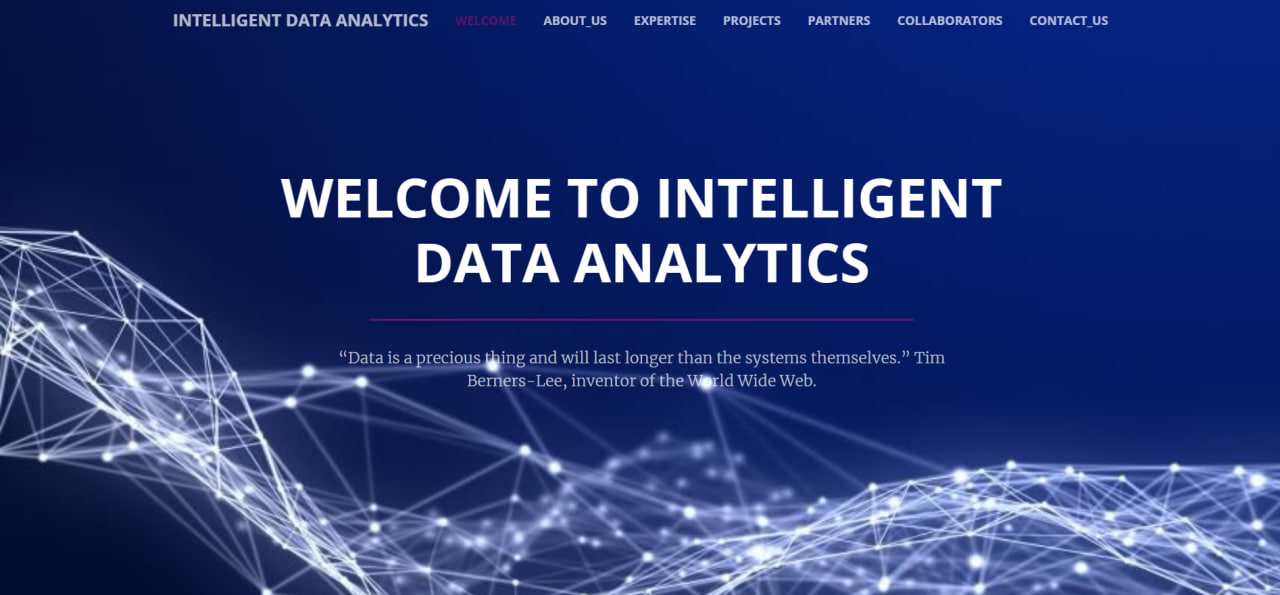 INTELLIGENT DATA ANALYTICS WELCOME ABOUT_US EXPERTISE PROJECTS PARTNERS COLLABORATORS CONTACT_US
WELCOME TO INTELLIGENT
DATA ANALYTICS
“Data is a precious thing and will last longer than the systems themselves.” Tim
Berners-Lee, inventor of the World Wide Web.